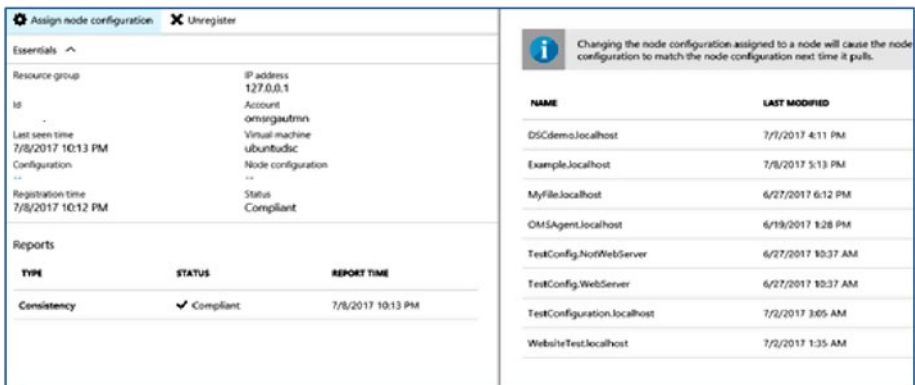 Assign node configuration Unregister
Essentials
Resource group IP address
127.0.0.1
Id Account
omsrgautmn
Last seen time Virtual machine
7/8/2017 10:13 PM ubuntudsc
Configuration Node configuration
-- --
Registration time Status
7/8/2017 10:12 PM Compliant
Reports
TYPE STATUS REPORT TIME
Consistency Compliant 7/8/2017 10:13 PM
Changing the node configuration assigned to a node will cause the node
configuration to match the node configuration next time it pulls.
NAME LAST MODIFIED
DSCdemo.localhost 7/7/2017 4:11 PM
Example.localhost 7/8/2017 5:13 PM
MyFile.localhost 6/27/2017 6:12 PM
OMSAgent.localhost 6/19/2017 1:28 PM
TestConfig.NotWebServer 6/27/2017 10:37 AM
TestConfig.WebServer 6/27/2017 10:37 AM
TestConfiguration.localhost 7/2/2017 3:05 AM
WebsiteTest.localhost 7/2/2017 1:35 AM